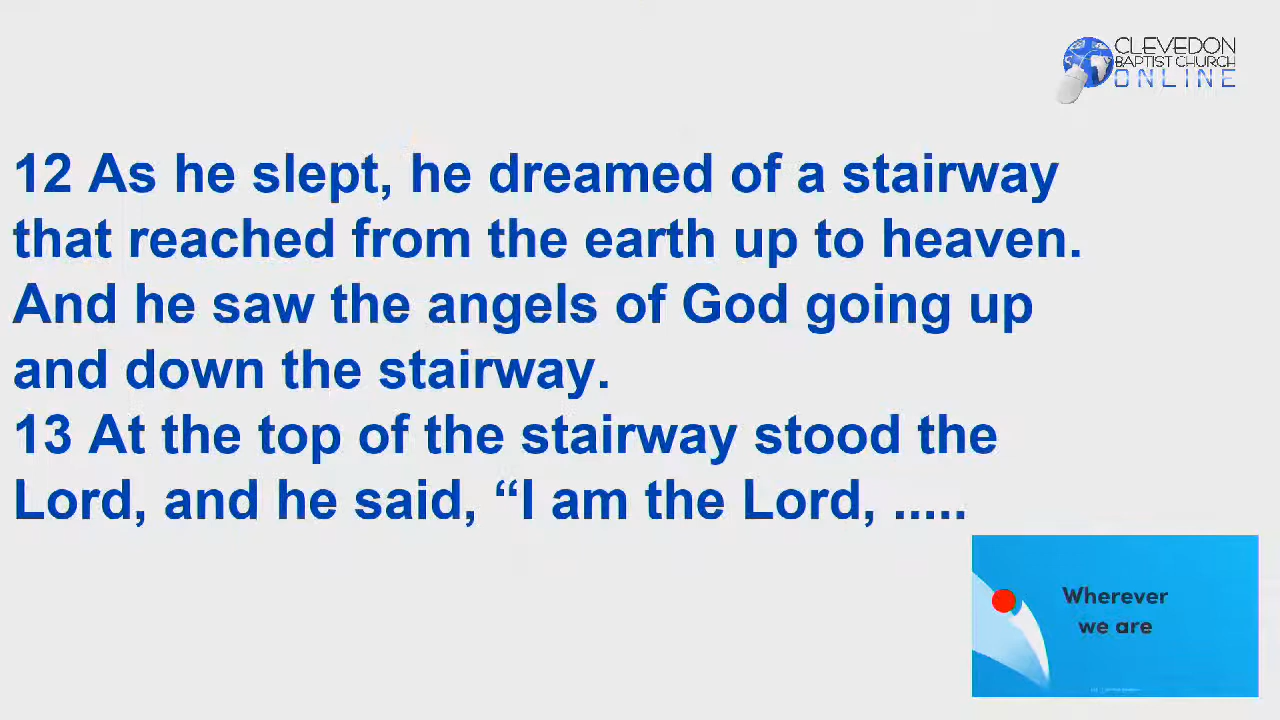 CLEVEDON
BAPTIST CHURCH
ONLINE
12 As he slept, he dreamed of a stairway
that reached from the earth up to heaven.
And he saw the angels of God going up
and down the stairway.
13 At the top of the stairway stood the
Lord, and he said, “I am the Lord, .....
Wherever
we are